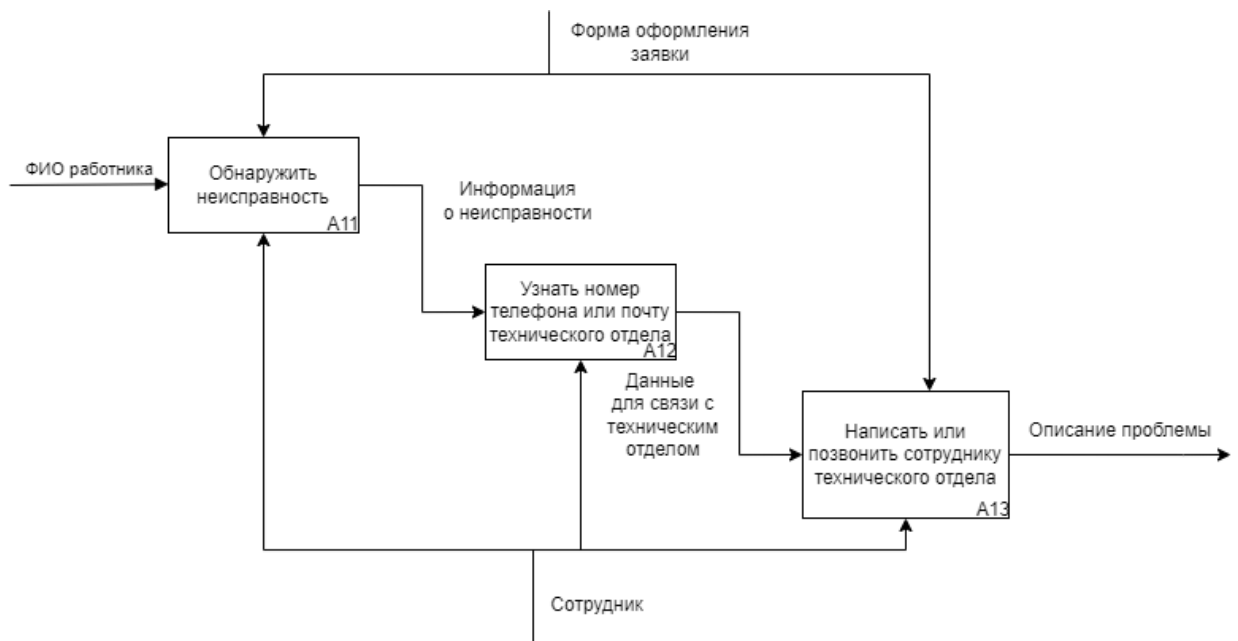 Форма оформления
заявки
ФИО работника
Обнаружить
неисправность
A11
Информация
о неисправности
Узнать номер
телефона или почту
технического отдела
A12
Данные
для связи с
техническим
отделом
Написать или
позвонить сотруднику
технического отдела
A13
Описание проблемы
Сотрудник